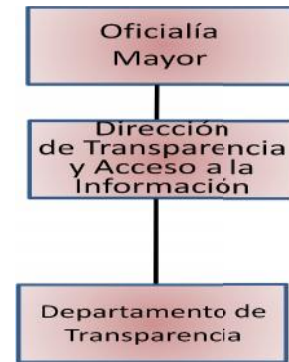 Oficialía
Mayor
Dirección
de Transparencia
y Acceso a la
Información
Departamento de
Transparencia